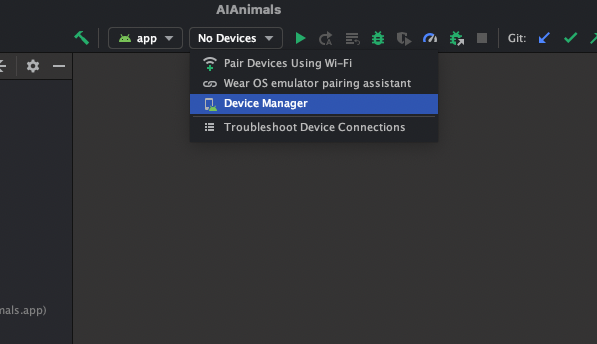 AIAnimals
app
No Devices
Git:
Pair Devices Using Wi-Fi
Wear OS emulator pairing assistant
Device Manager
Troubleshoot Device Connections
mals.app)